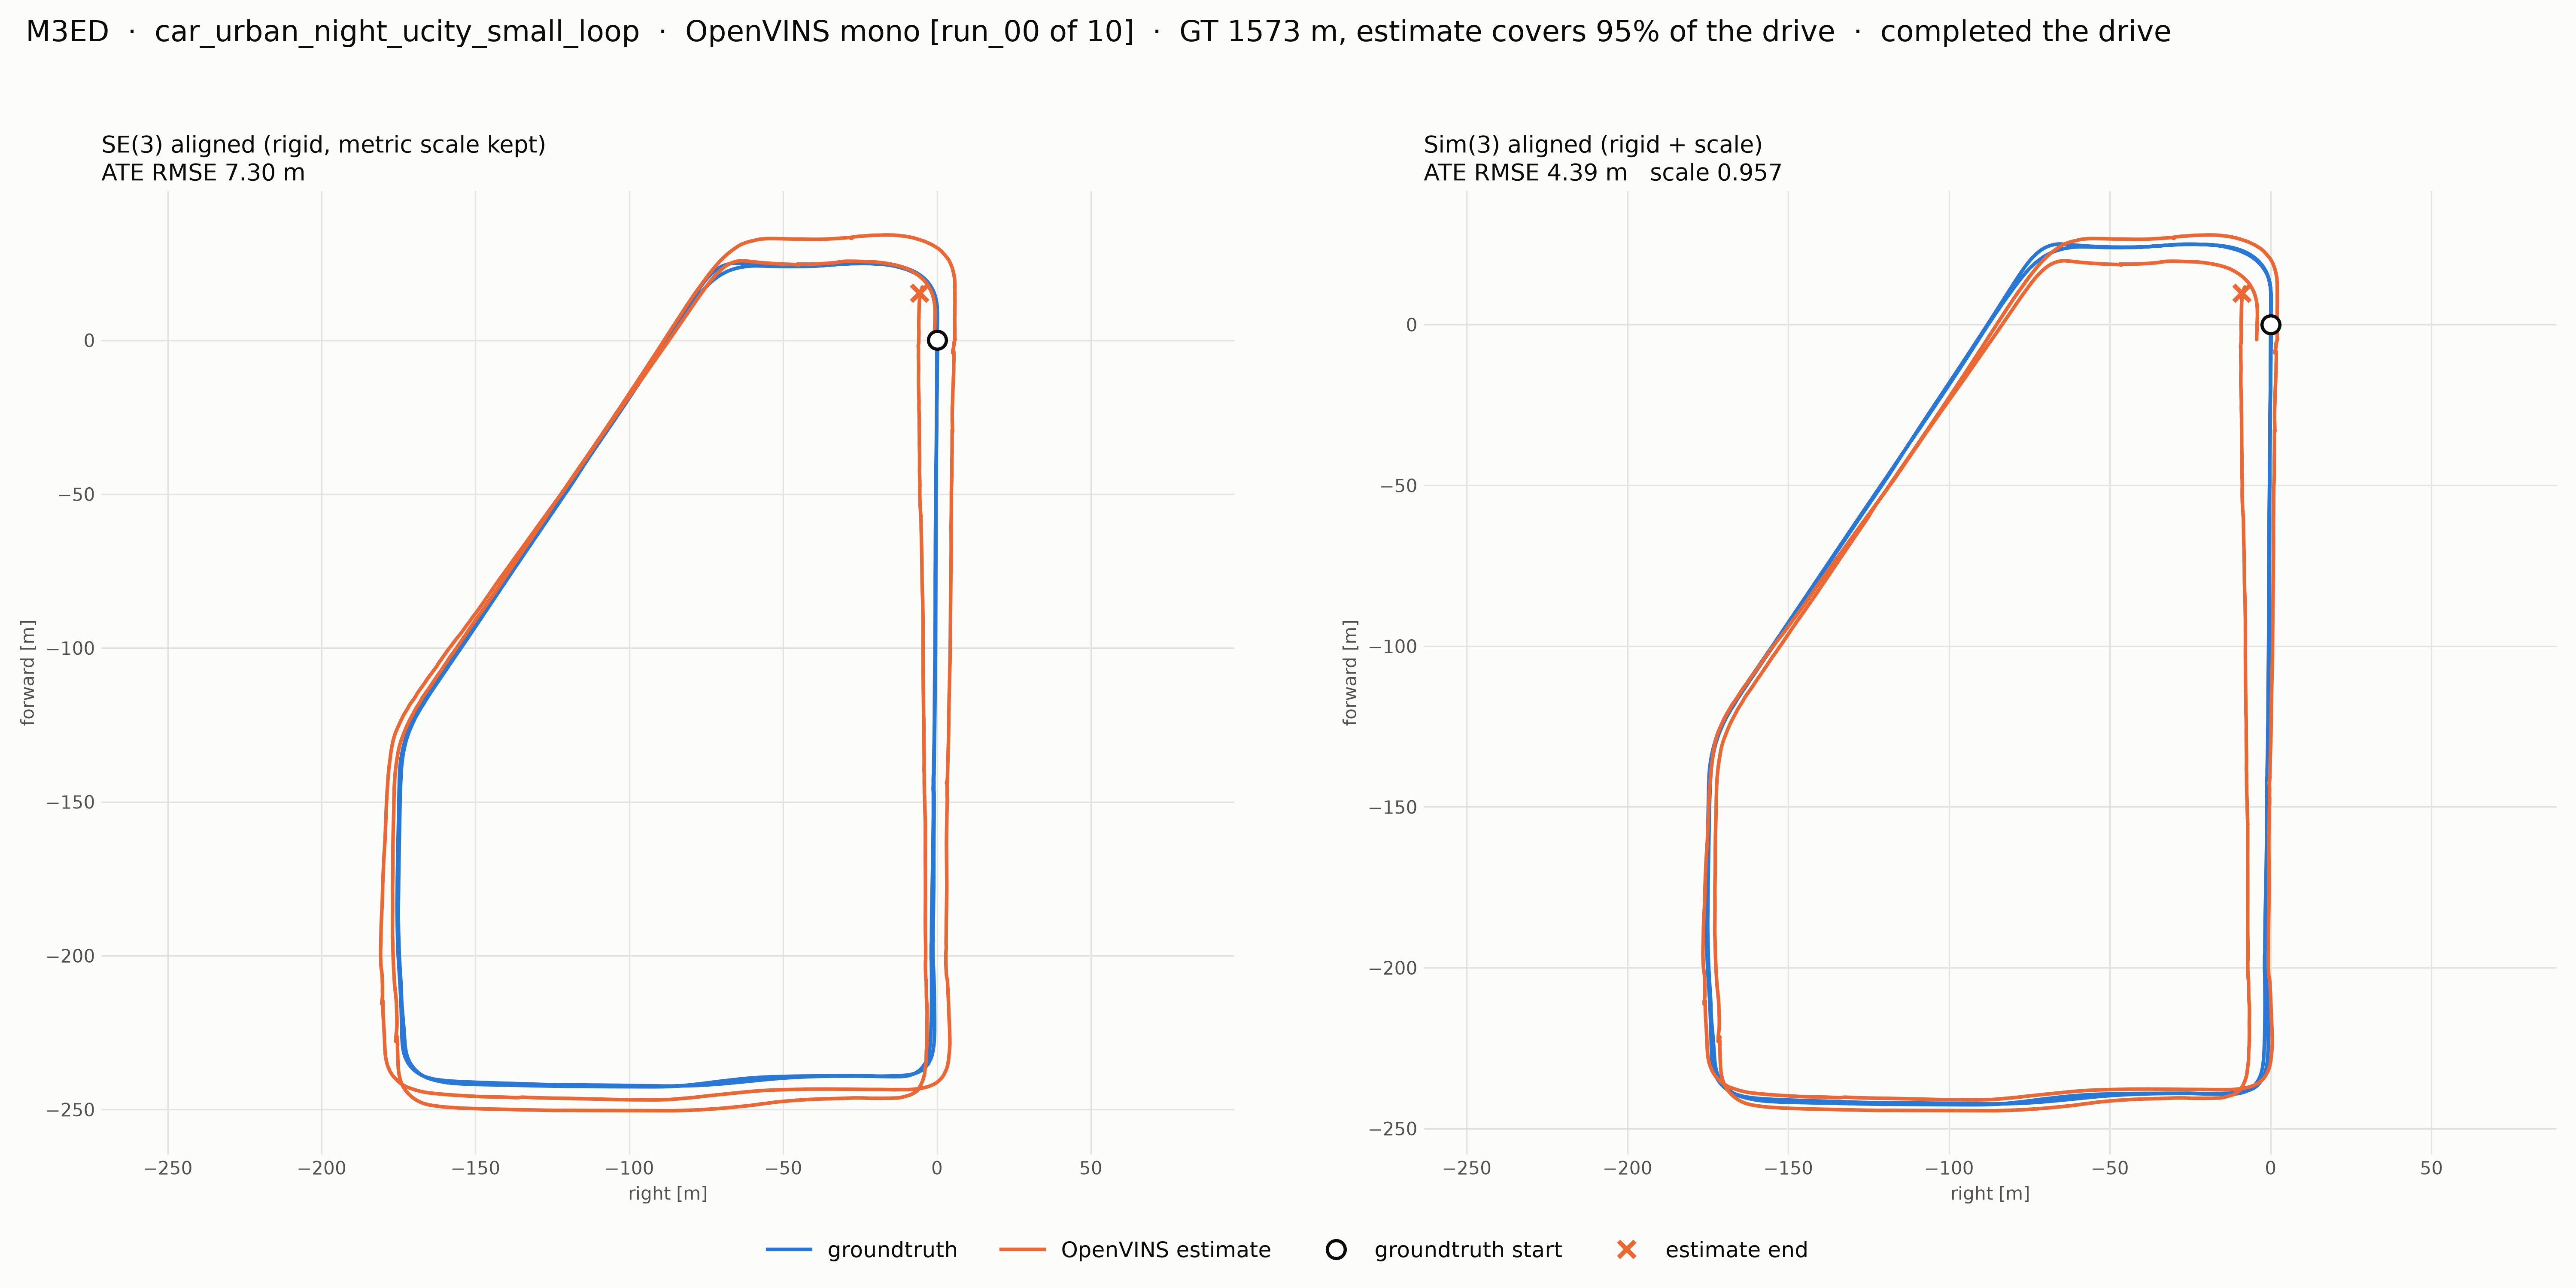 M3ED · car_urban_night_ucity_small_loop · OpenVINS mono [run_00 of 10] · GT 1573 m, estimate covers 95% of the drive · completed the drive
SE(3) aligned (rigid, metric scale kept)
ATE RMSE 7.30 m
0
−50
−100
−150
−200
−250
forward [m]
−250
−200
−150
−100
−50
0
50
right [m]
Sim(3) aligned (rigid + scale)
ATE RMSE 4.39 m   scale 0.957
0
−50
−100
−150
−200
−250
forward [m]
−250
−200
−150
−100
−50
0
50
right [m]
groundtruth
OpenVINS estimate
groundtruth start
estimate end